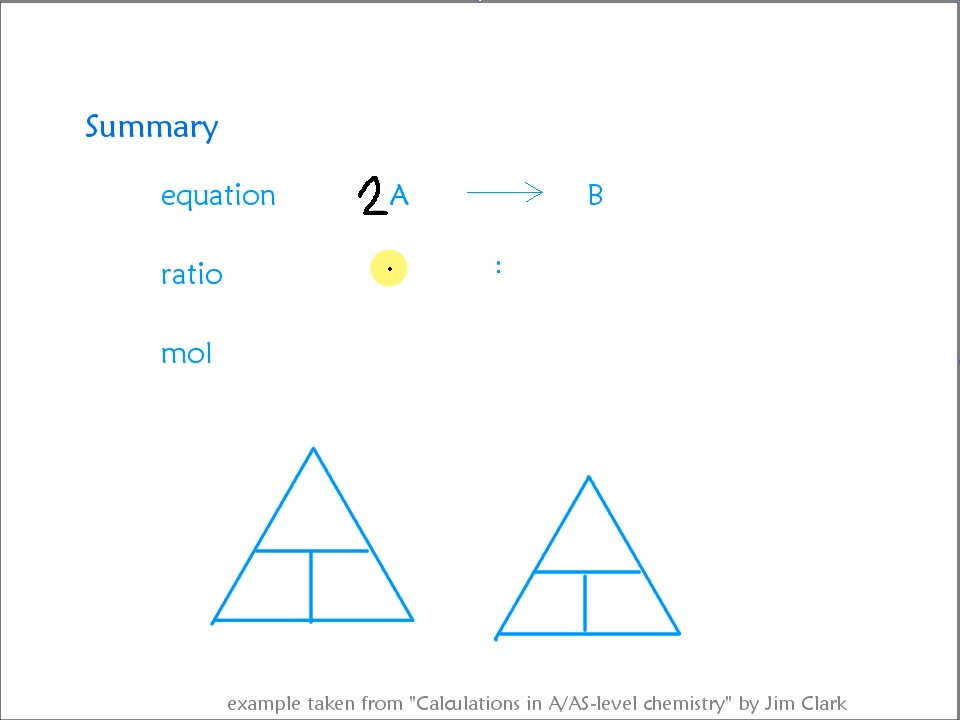 Summary
equation 2A → B
ratio :
mol
example taken from "Calculations in A/AS-level chemistry" by Jim Clark